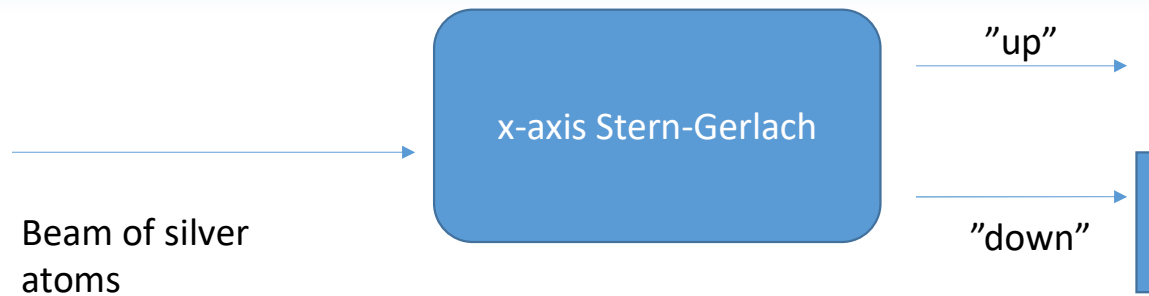 ”up”
x-axis Stern-Gerlach
Beam of silver
atoms
”down”